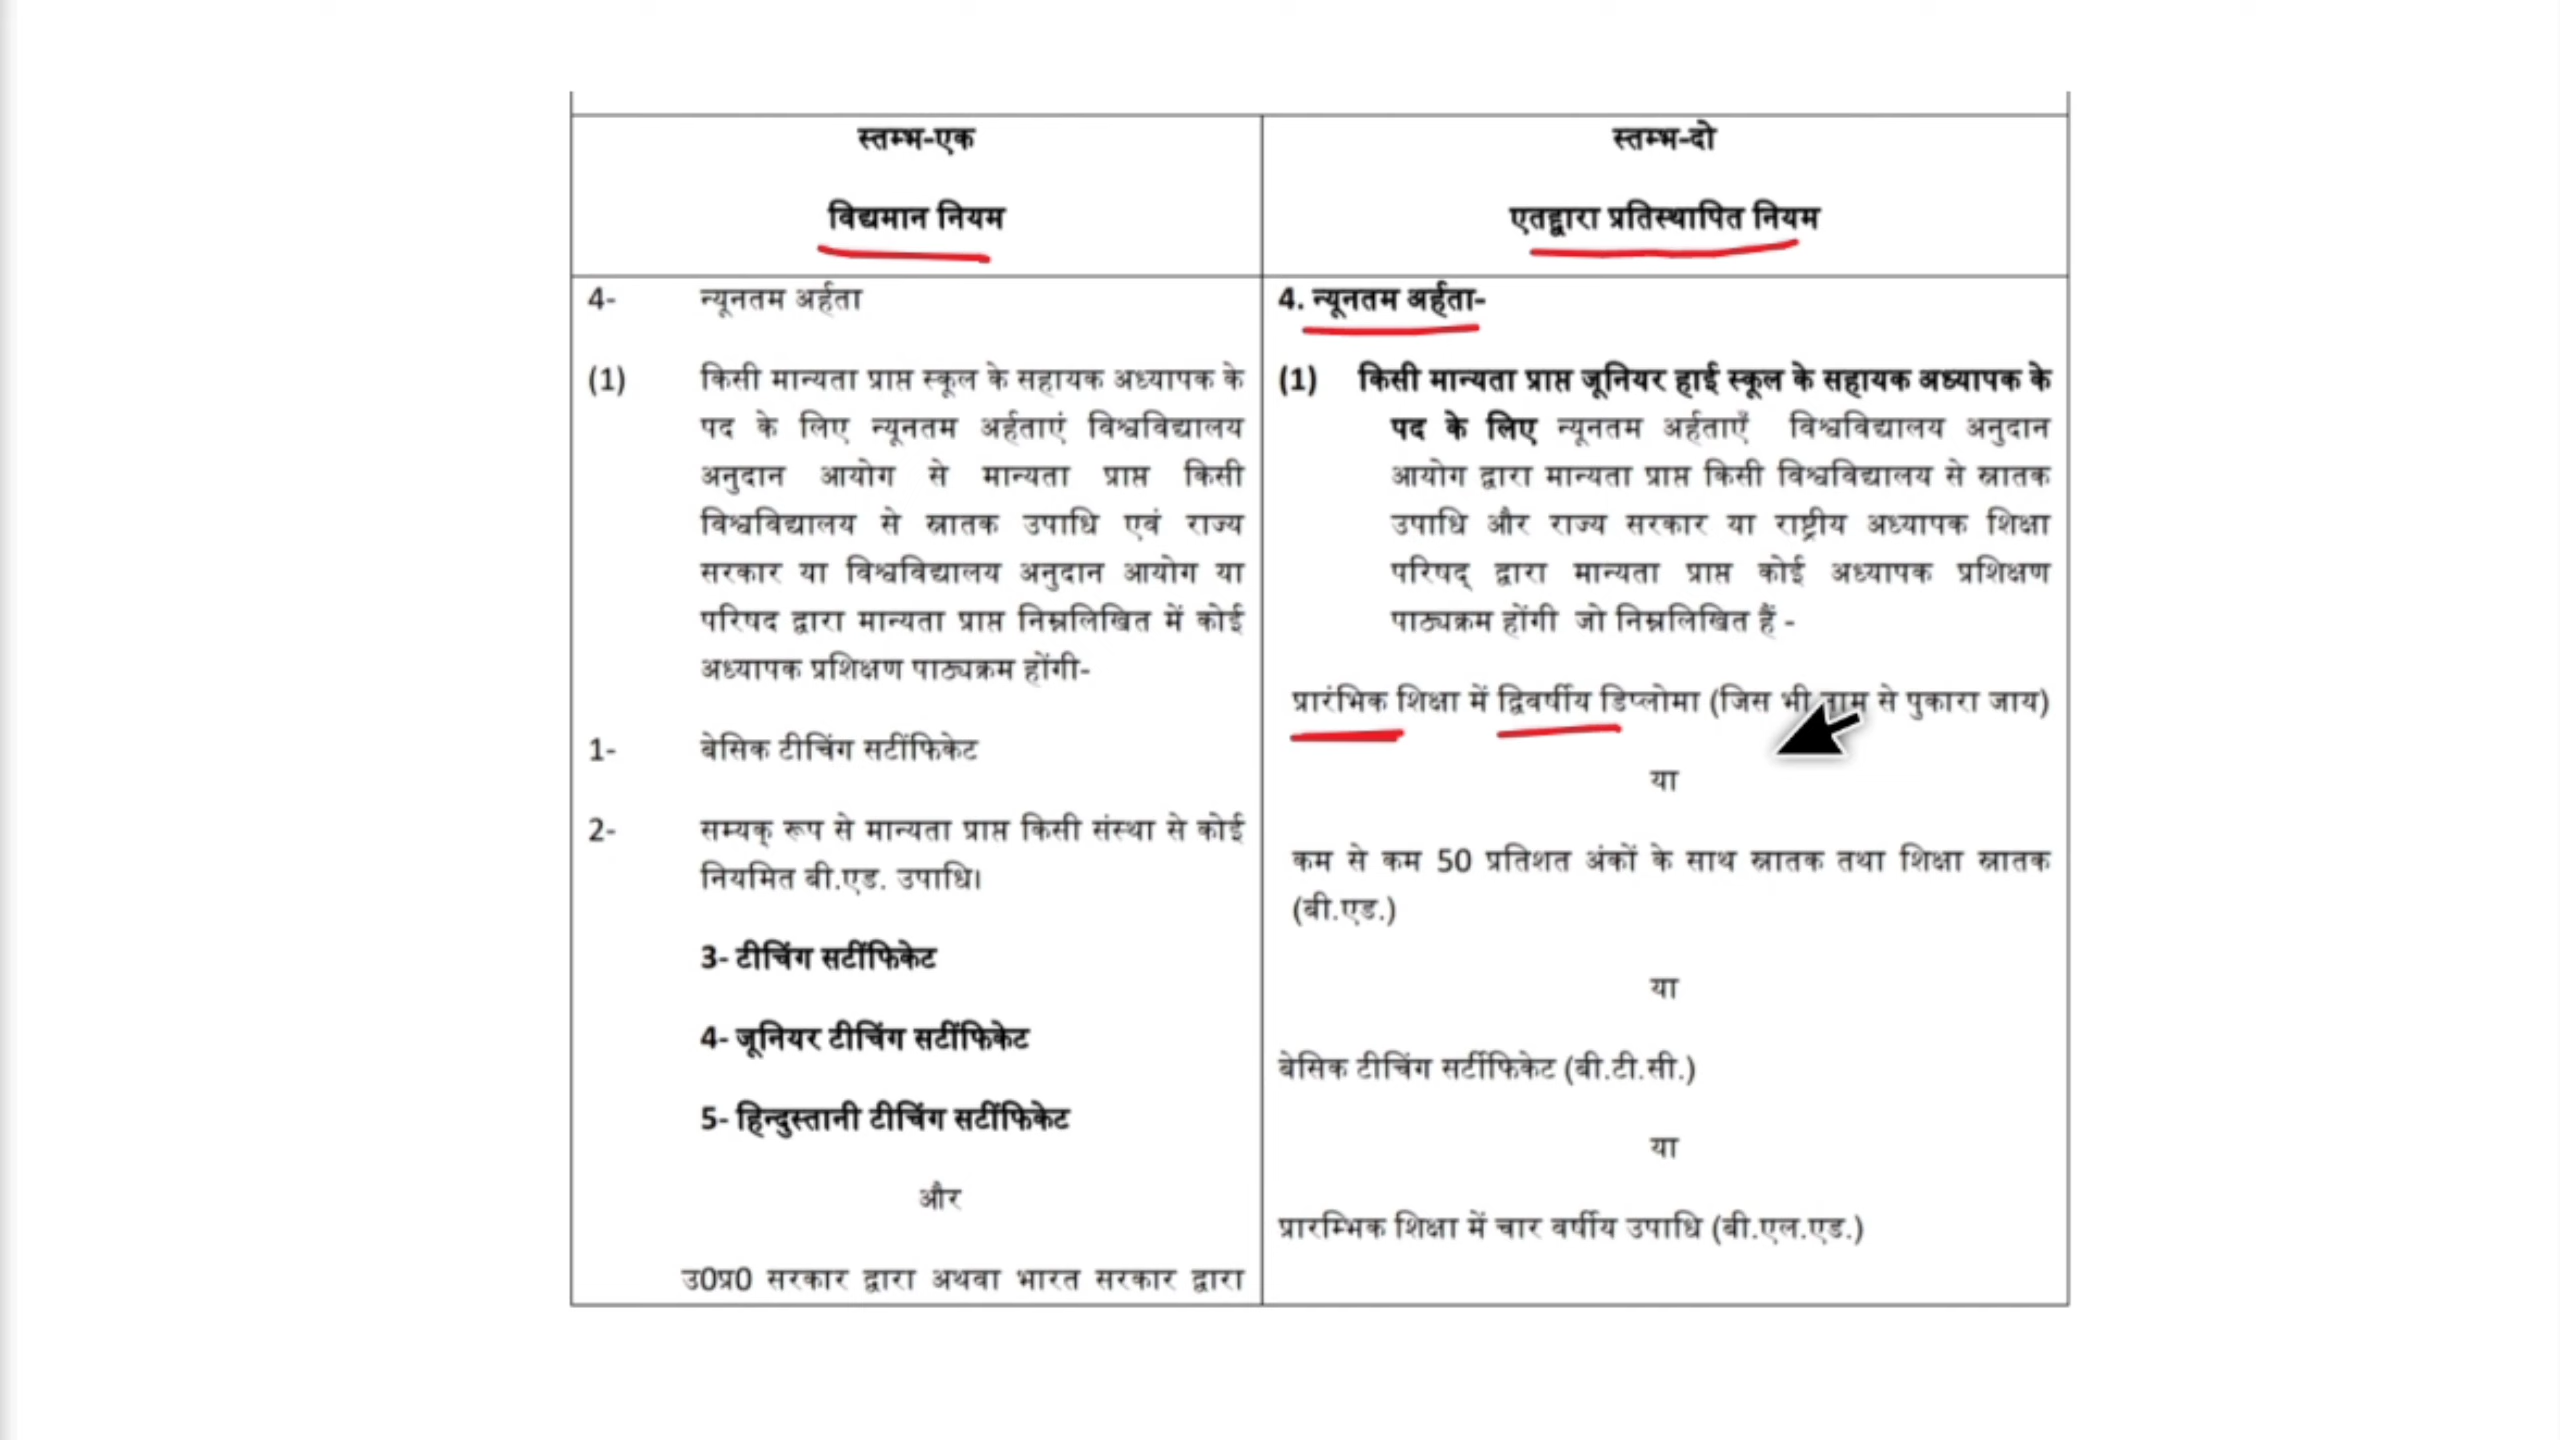 स्तम्भ-एक
विद्यमान नियम
4- न्यूनतम अर्हता
(1) किसी मान्यता प्राप्त स्कूल के सहायक अध्यापक के
पद के लिए न्यूनतम अर्हताएं विश्वविद्यालय
अनुदान आयोग से मान्यता प्राप्त किसी
विश्वविद्यालय से स्नातक उपाधि एवं राज्य
सरकार या विश्वविद्यालय अनुदान आयोग या
परिषद द्वारा मान्यता प्राप्त निम्नलिखित में कोई
अध्यापक प्रशिक्षण पाठ्यक्रम होंगी-
1- बेसिक टीचिंग सर्टीफिकेट
2- सम्यक् रूप से मान्यता प्राप्त किसी संस्था से कोई
नियमित बी.एड. उपाधि।
3- टीचिंग सर्टीफिकेट
4- जूनियर टीचिंग सर्टीफिकेट
5- हिन्दुस्तानी टीचिंग सर्टीफिकेट
और
उ0प्र0 सरकार द्वारा अथवा भारत सरकार द्वारा
स्तम्भ-दो
एतद्द्वारा प्रतिस्थापित नियम
4. न्यूनतम अर्हता-
(1) किसी मान्यता प्राप्त जूनियर हाई स्कूल के सहायक अध्यापक के
पद के लिए न्यूनतम अर्हताएँ विश्वविद्यालय अनुदान
आयोग द्वारा मान्यता प्राप्त किसी विश्वविद्यालय से स्नातक
उपाधि और राज्य सरकार या राष्ट्रीय अध्यापक शिक्षा
परिषद् द्वारा मान्यता प्राप्त कोई अध्यापक प्रशिक्षण
पाठ्यक्रम होंगी जो निम्नलिखित हैं -
प्रारंभिक शिक्षा में द्विवर्षीय डिप्लोमा (जिस भी नाम से पुकारा जाय)
या
कम से कम 50 प्रतिशत अंकों के साथ स्नातक तथा शिक्षा स्नातक
(बी.एड.)
या
बेसिक टीचिंग सर्टीफिकेट (बी.टी.सी.)
या
प्रारम्भिक शिक्षा में चार वर्षीय उपाधि (बी.एल.एड.)